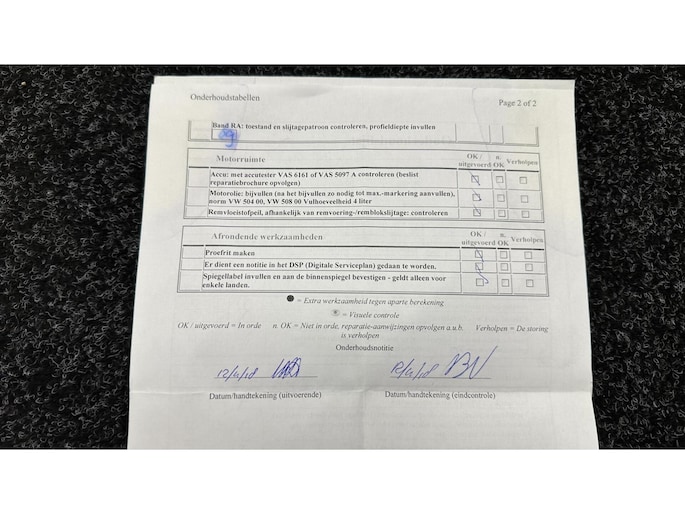 Onderhoudstabellen
Page 2 of 2
Band RA: toestand en slijtagepatroon controleren, profieldiepte invullen
Motorruimte
OK / uitgevoerd
n. OK
Verholpen
Accu: met accutester VAS 6161 of VAS 5097 A controleren (beslist
reparatiebrochure opvolgen)
Motorolie: bijvullen (na het bijvullen zo nodig tot max.-markering aanvullen),
norm VW 504 00, VW 508 00 Vulhoeveelheid 4 liter
Remvloeistofpeil, afhankelijk van remvoering-/remblokslijtage: controleren
Afrondende werkzaamheden
OK / uitgevoerd
n. OK
Verholpen
Proefrit maken
Er dient een notitie in het DSP (Digitale Serviceplan) gedaan te worden.
Spiegellabel invullen en aan de binnenspiegel bevestigen - geldt alleen voor
enkele landen.
= Extra werkzaamheid tegen aparte berekening
= Visuele controle
OK / uitgevoerd = In orde n. OK = Niet in orde, reparatie-aanwijzingen opvolgen a.u.b. Verholpen = De storing
is verholpen
Onderhoudsnotitie
Datum/handtekening (uitvoerende)
Datum/handtekening (eindcontrole)